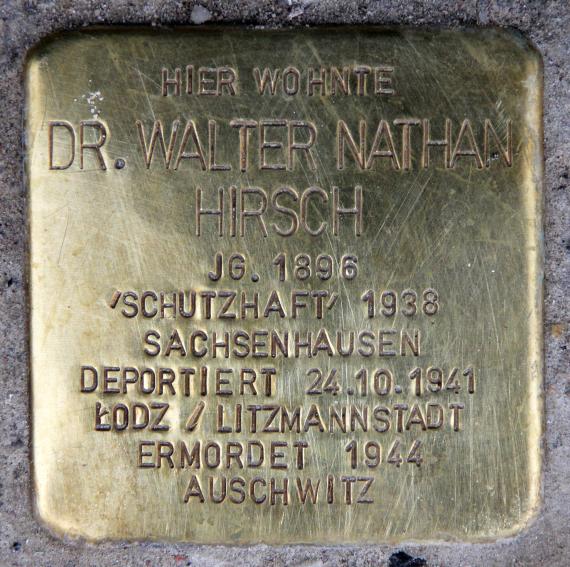 HIER WOHNTE
DR. WALTER NATHAN
HIRSCH
JG. 1896
'SCHUTZHAFT' 1938
SACHSENHAUSEN
DEPORTIERT 24.10.1941
ŁODZ / LITZMANNSTADT
ERMORDET 1944
AUSCHWITZ